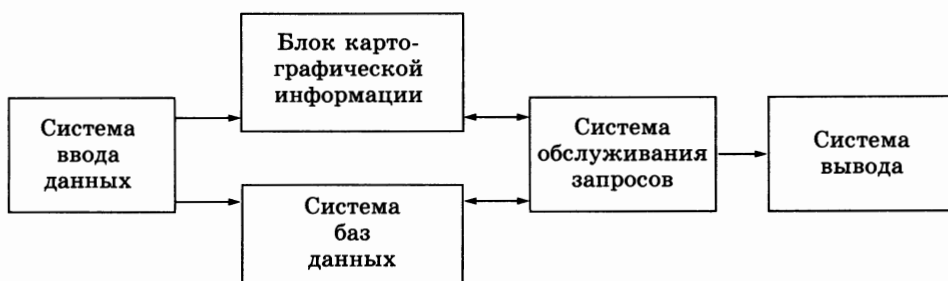 Система
ввода
данных
Блок карто-
графической
информации
Система
баз
данных
Система
обслуживания
запросов
Система
вывода